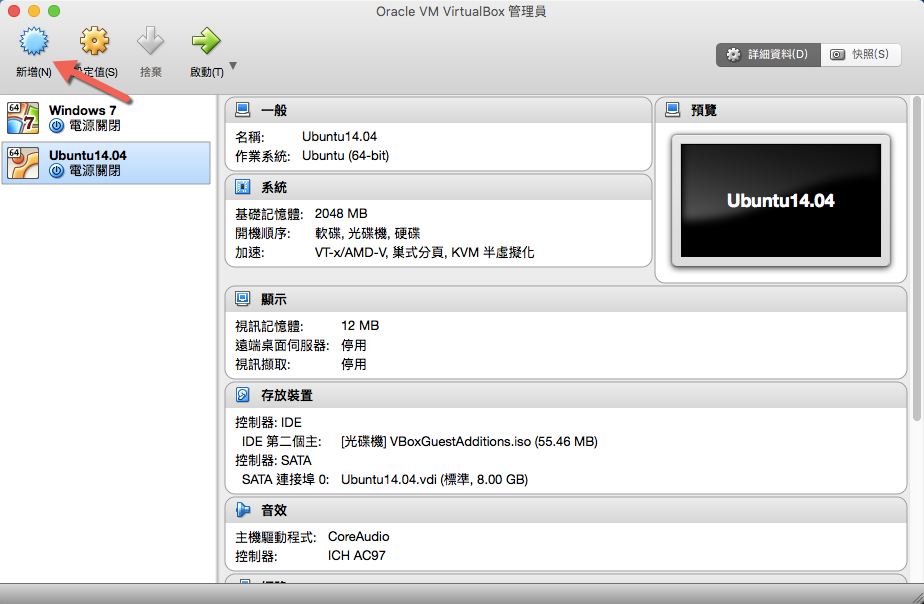 Oracle VM VirtualBox 管理員
新增(N)
定值(S)
捨棄
啟動(T)
詳細資料(D)
快照(S)
64
7
Windows 7
電源關閉
64
Ubuntu14.04
電源關閉
一般
名稱: Ubuntu14.04
作業系統: Ubuntu (64-bit)
預覽
Ubuntu14.04
系統
基礎記憶體: 2048 MB
開機順序: 軟碟, 光碟機, 硬碟
加速: VT-x/AMD-V, 巢式分頁, KVM 半虛擬化
顯示
視訊記憶體: 12 MB
遠端桌面伺服器: 停用
視訊擷取: 停用
存放裝置
控制器: IDE
IDE 第二個主: [光碟機] VBoxGuestAdditions.iso (55.46 MB)
控制器: SATA
SATA 連接埠 0: Ubuntu14.04.vdi (標準, 8.00 GB)
音效
主機驅動程式: CoreAudio
控制器: ICH AC97